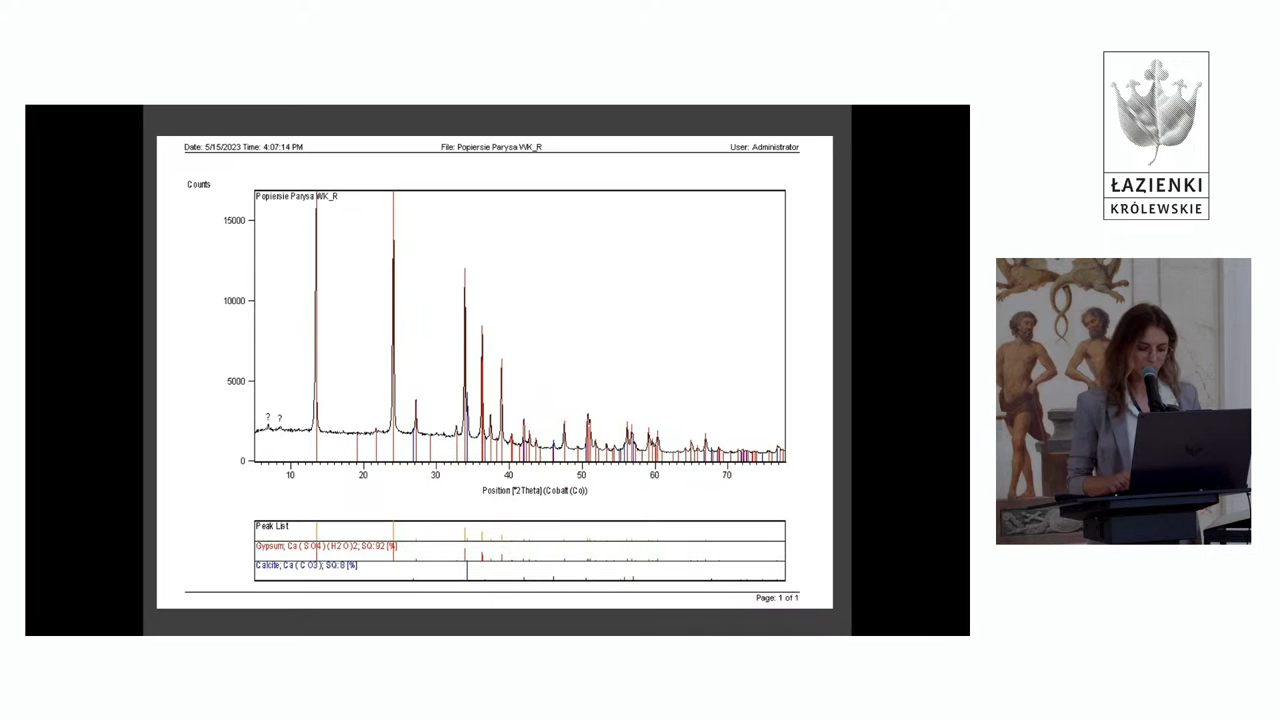 Date: 5/15/2023 Time: 4:07:14 PM File: Popiersie Parysa WK_R User: Administrator
Counts
Popiersie Parysa WK_R
15000
10000
5000
0
? ?
10 20 30 40 50 60 70
Position [°2Theta] (Cobalt (Co))
Peak List
Gypsum; Ca ( S O4 ) ( H2 O )2; SQ: 92 [%]
Calcite; Ca ( C O3 ); SQ: 8 [%]
Page: 1 of 1
ŁAZIENKI
KRÓLEWSKIE